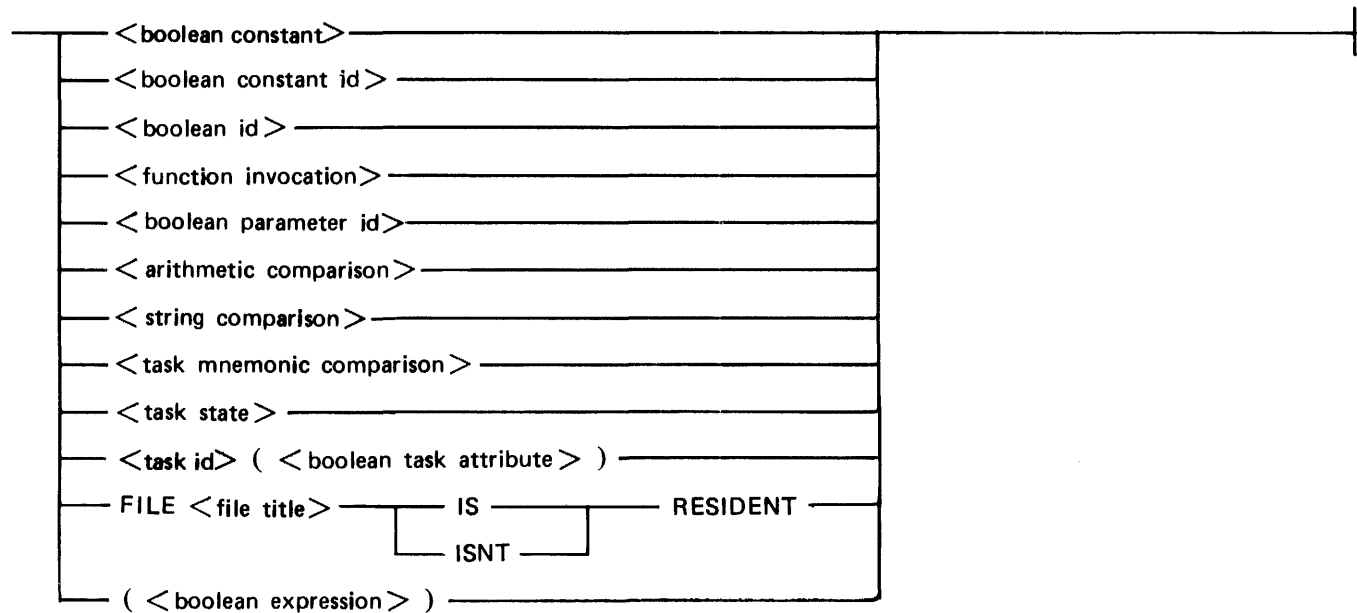 <boolean constant>
<boolean constant id>
<boolean id>
<function invocation>
<boolean parameter id>
<arithmetic comparison>
<string comparison>
<task mnemonic comparison>
<task state>
<task id> ( <boolean task attribute> )
FILE <file title> IS RESIDENT
ISNT
( <boolean expression> )